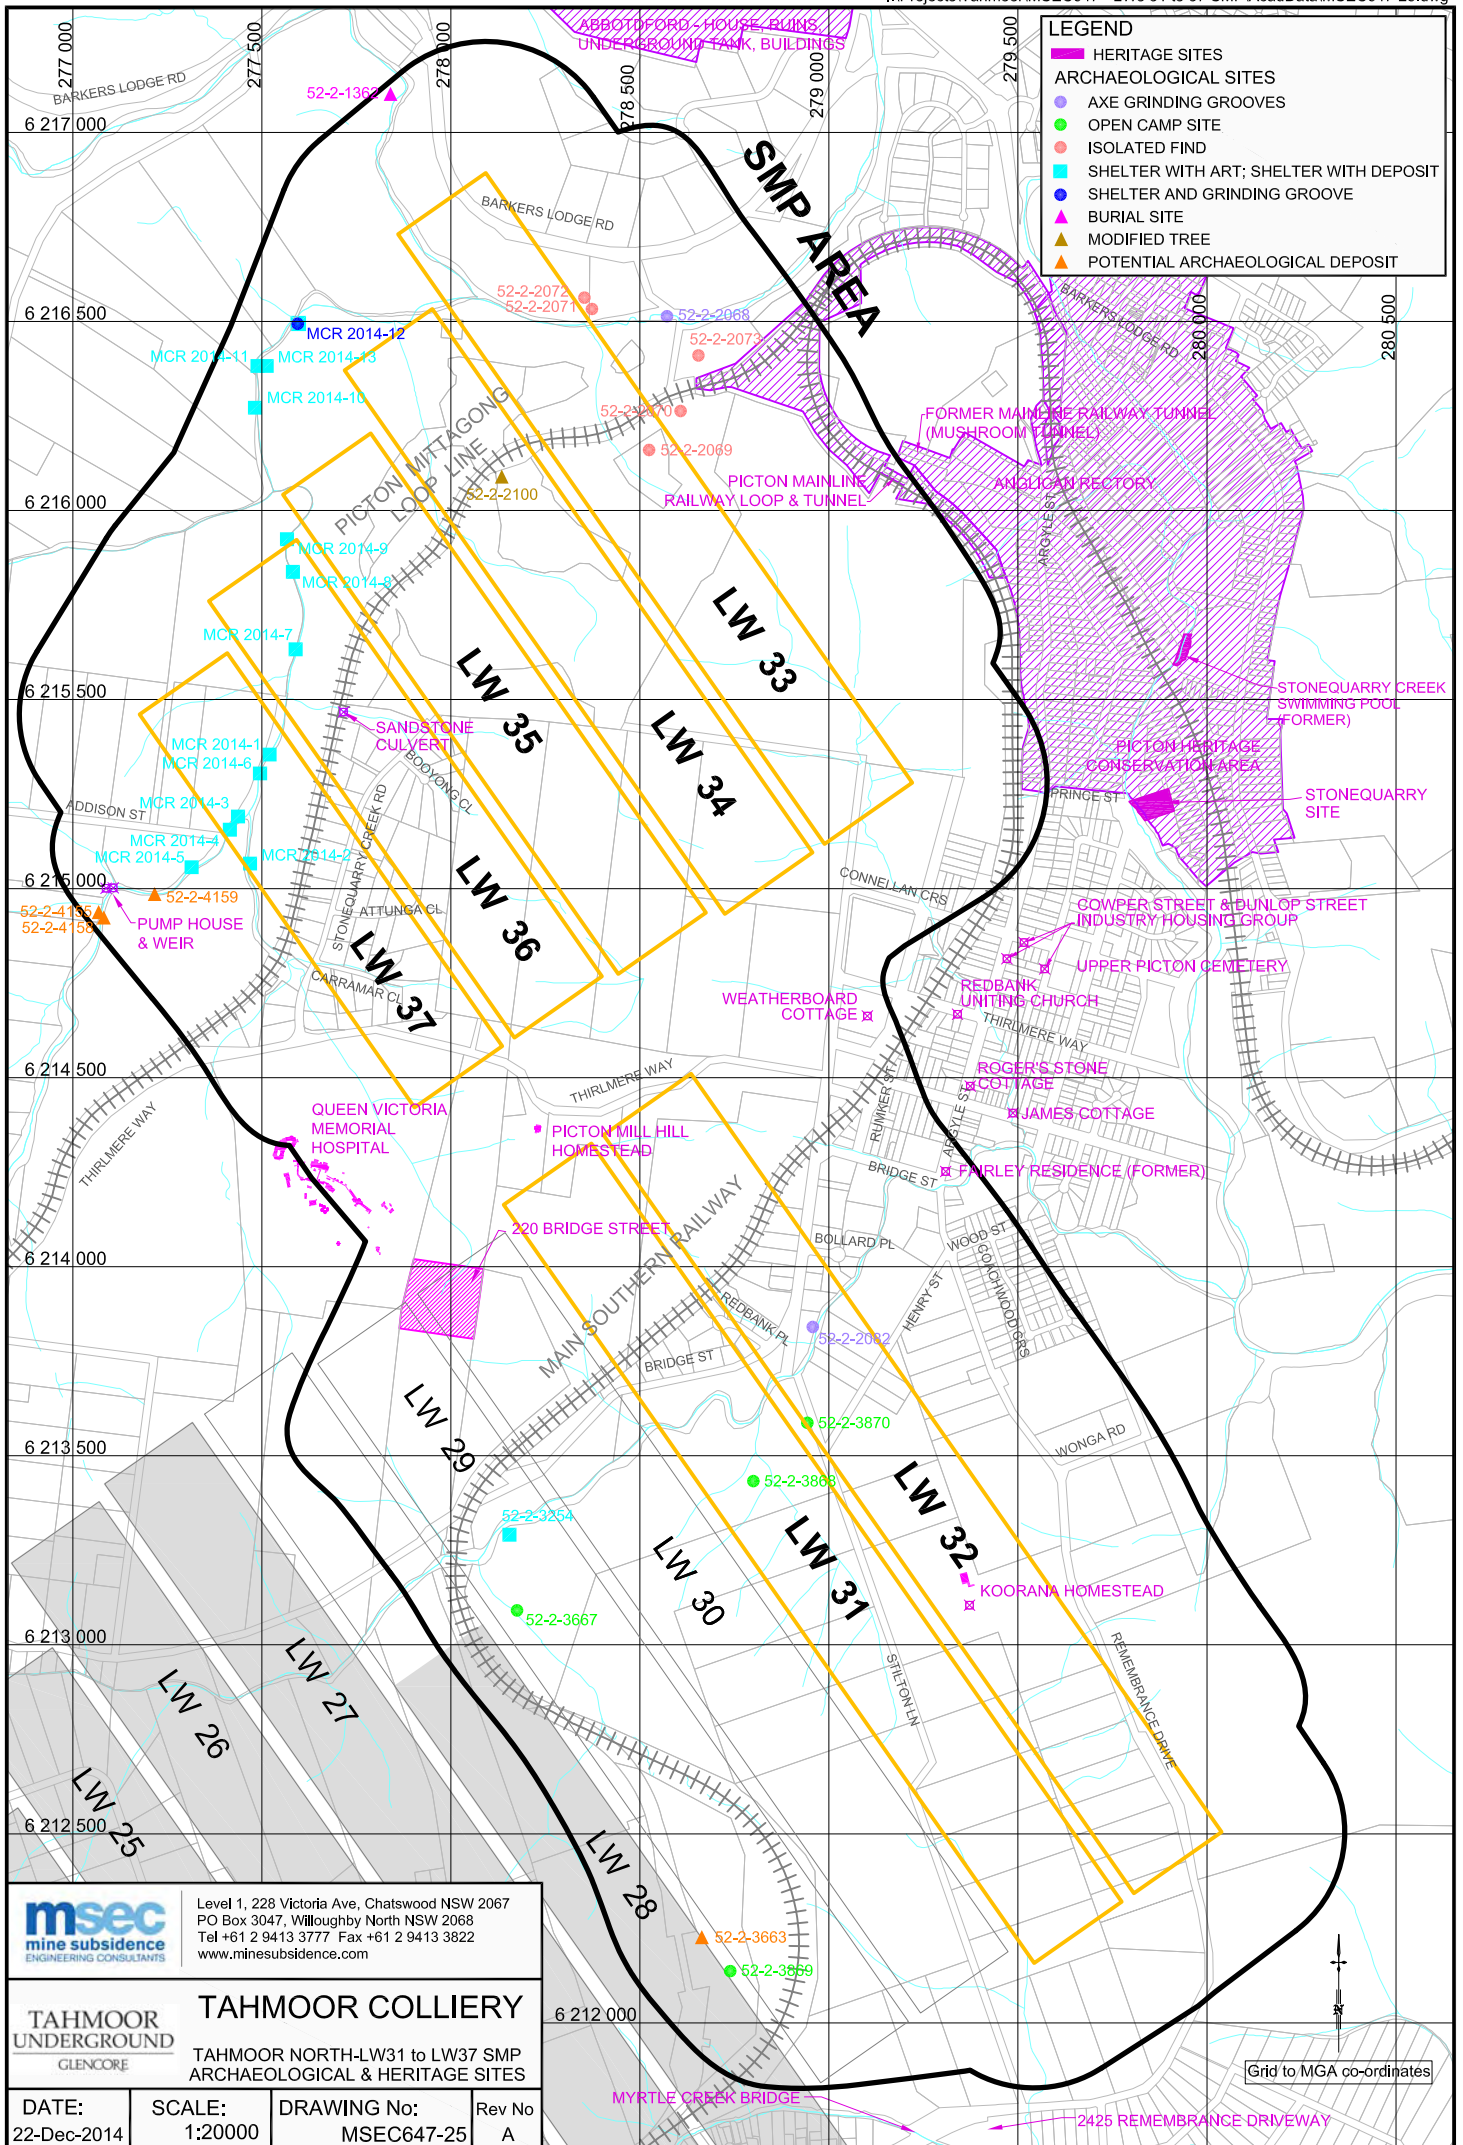 ABBOTDFORD - HOUSE, RUINS,
UNDERGROUND TANK, BUILDINGS
LEGEND
HERITAGE SITES
ARCHAEOLOGICAL SITES
AXE GRINDING GROOVES
OPEN CAMP SITE
ISOLATED FIND
SHELTER WITH ART; SHELTER WITH DEPOSIT
SHELTER AND GRINDING GROOVE
BURIAL SITE
MODIFIED TREE
POTENTIAL ARCHAEOLOGICAL DEPOSIT
277 000
277 500
278 000
278 500
279 000
279 500
280 000
280 500
BARKERS LODGE RD
52-2-1362
6 217 000
SMP AREA
BARKERS LODGE RD
BARKERS LODGE RD
52-2-2072
52-2-2071
52-2-2068
6 216 500
MCR 2014-12
52-2-2073
MCR 2014-11
MCR 2014-13
MCR 2014-10
PICTON MITTAGONG
LOOP LINE
52-2-2070
FORMER MAINLINE RAILWAY TUNNEL
(MUSHROOM TUNNEL)
52-2-2069
PICTON MAINLINE
RAILWAY LOOP & TUNNEL
ANGLICAN RECTORY
52-2-2100
6 216 000
ARGYLE ST
MCR 2014-9
MCR 2014-8
MCR 2014-7
LW 33
LW 35
LW 34
6 215 500
STONEQUARRY CREEK
SWIMMING POOL
(FORMER)
SANDSTONE
CULVERT
MCR 2014-1
MCR 2014-6
BOOYONG CL
PICTON HERITAGE
CONSERVATION AREA
ADDISON ST
MCR 2014-3
PRINCE ST
STONEQUARRY
SITE
MCR 2014-4
MCR 2014-5
MCR 2014-2
STONEQUARRY CREEK RD
LW 36
CONNELLAN CRS
6 215 000
52-2-4159
52-2-4155
52-2-4158
PUMP HOUSE
& WEIR
ATTUNGA CL
COWPER STREET & DUNLOP STREET
INDUSTRY HOUSING GROUP
LW 37
CARRAMAR CL
UPPER PICTON CEMETERY
WEATHERBOARD
COTTAGE
REDBANK
UNITING CHURCH
THIRLMERE WAY
6 214 500
THIRLMERE WAY
ROGER'S STONE
COTTAGE
RUMKER ST
ARGYLE ST
JAMES COTTAGE
THIRLMERE WAY
QUEEN VICTORIA
MEMORIAL
HOSPITAL
PICTON MILL HILL
HOMESTEAD
BRIDGE ST
FAIRLEY RESIDENCE (FORMER)
220 BRIDGE STREET
MAIN SOUTHERN RAILWAY
BOLLARD PL
WOOD ST
COACHWOOD CRS
6 214 000
HENRY ST
REDBANK PL
52-2-2082
BRIDGE ST
LW 29
52-2-3870
WONGA RD
6 213 500
52-2-3868
LW 32
52-2-3254
LW 31
LW 30
KOORANA HOMESTEAD
52-2-3667
6 213 000
LW 27
LW 26
STILTON LN
REMEMBRANCE DRIVE
LW 25
6 212 500
LW 28
52-2-3663
52-2-3869
6 212 000
msec
mine subsidence
ENGINEERING CONSULTANTS
Level 1, 228 Victoria Ave, Chatswood NSW 2067
PO Box 3047, Willoughby North NSW 2068
Tel +61 2 9413 3777 Fax +61 2 9413 3822
www.minesubsidence.com
TAHMOOR
UNDERGROUND
GLENCORE
TAHMOOR COLLIERY
TAHMOOR NORTH-LW31 to LW37 SMP
ARCHAEOLOGICAL & HERITAGE SITES
N
Grid to MGA co-ordinates
MYRTLE CREEK BRIDGE
2425 REMEMBRANCE DRIVEWAY
DATE:
22-Dec-2014
SCALE:
1:20000
DRAWING No:
MSEC647-25
Rev No
A